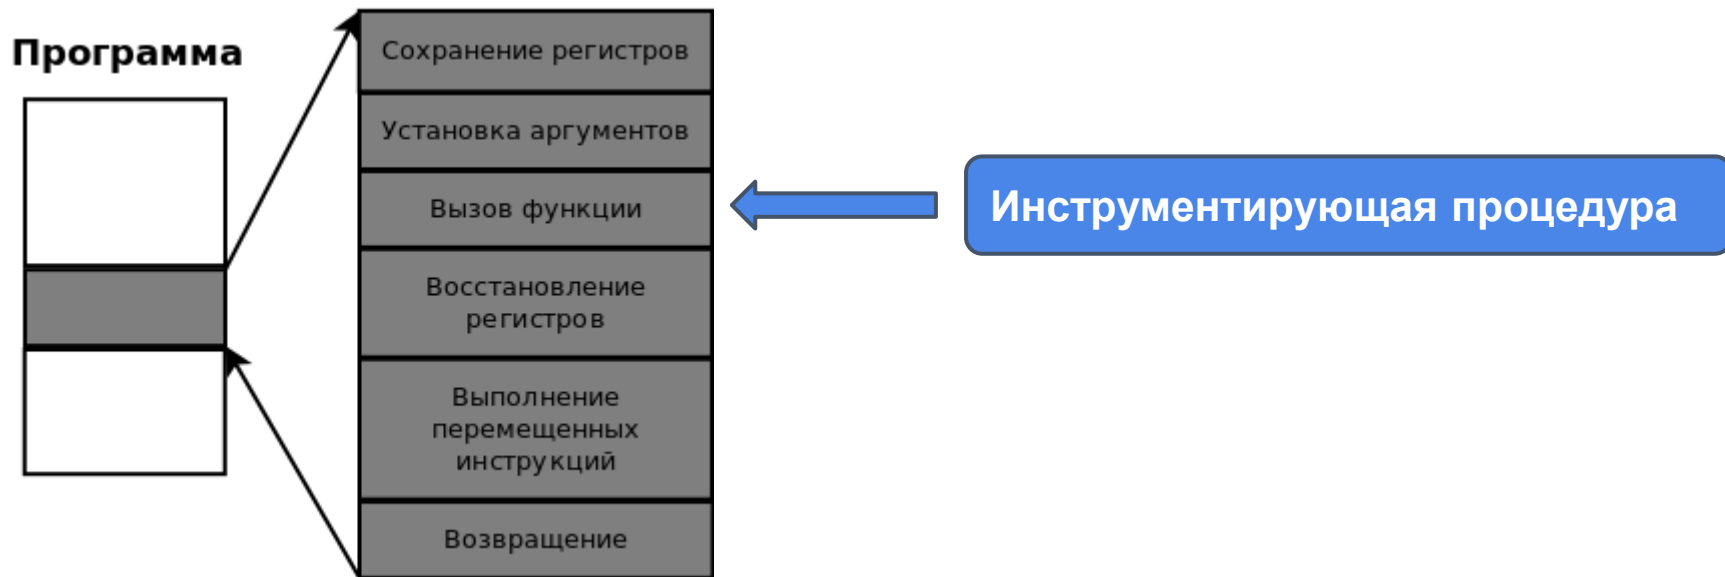 Программа
Сохранение регистров
Установка аргументов
Вызов функции
Восстановление
регистров
Выполнение
перемещенных
инструкций
Возвращение
Инструментирующая процедура